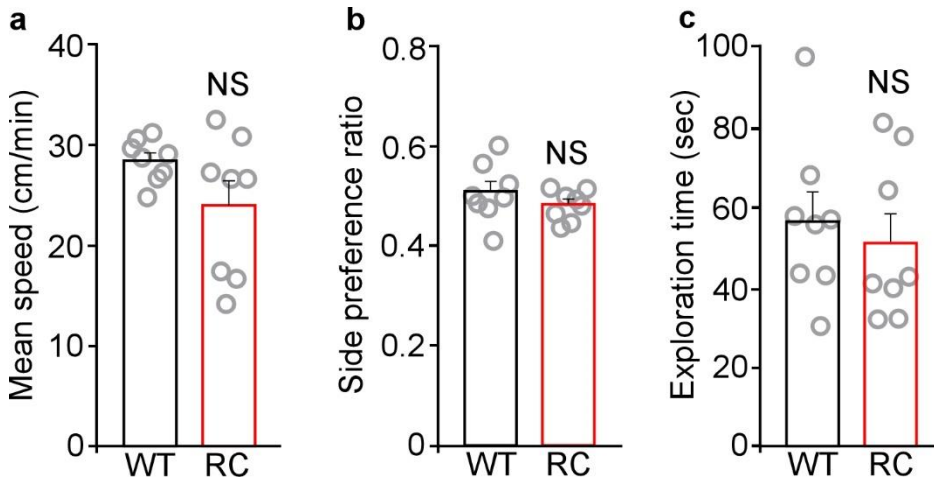 a
Mean speed (cm/min)
40
30
20
10
0
NS
WT RC
b
Side preference ratio
0.8
0.6
0.4
0.2
0
NS
WT RC
c
Exploration time (sec)
100
80
60
40
60
0
NS
WT RC